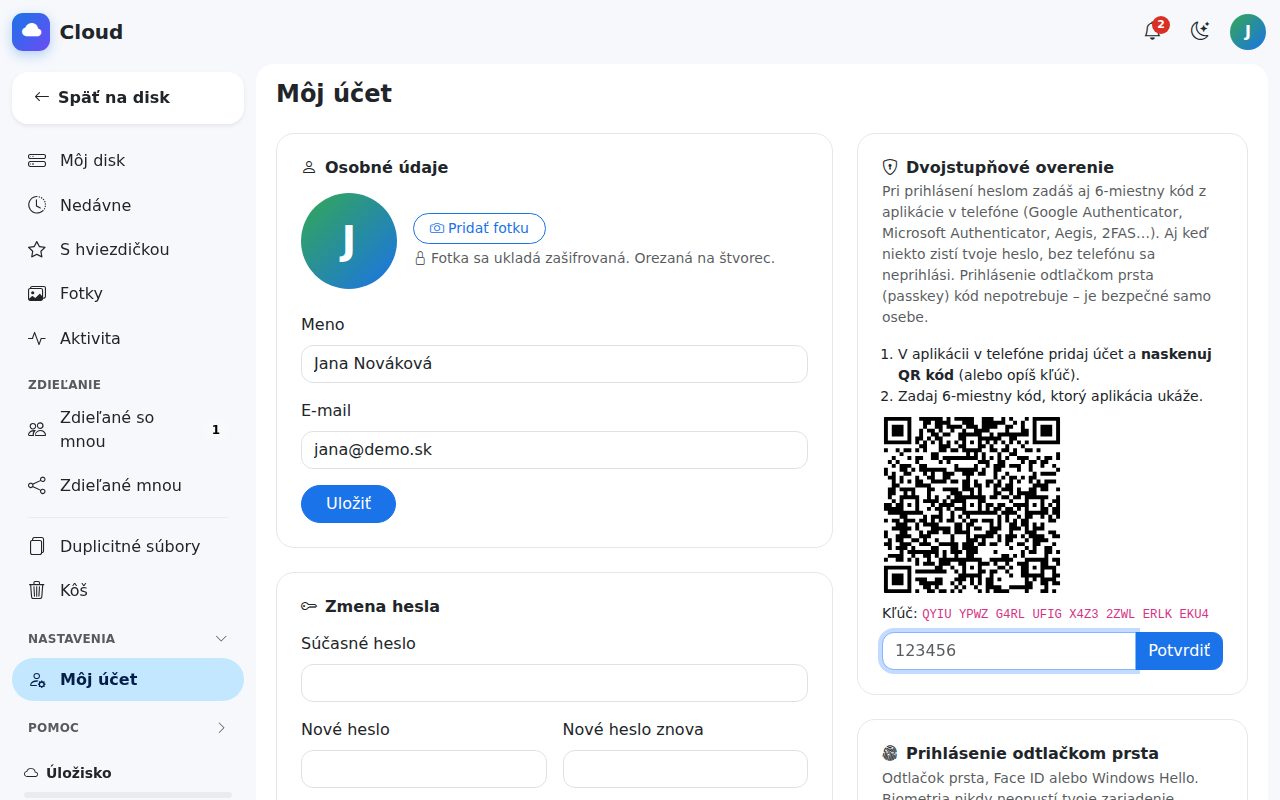 Cloud
2
J
Späť na disk
Môj disk
Nedávne
S hviezdičkou
Fotky
Aktivita
ZDIEĽANIE
Zdieľané so
mnou
1
Zdieľané mnou
Duplicitné súbory
Kôš
NASTAVENIA
Môj účet
POMOC
Úložisko
Môj účet
Osobné údaje
J
Pridať fotku
Fotka sa ukladá zašifrovaná. Orezaná na štvorec.
Meno
Jana Nováková
E-mail
jana@demo.sk
Uložiť
Zmena hesla
Súčasné heslo
Nové heslo
Nové heslo znova
Dvojstupňové overenie
Pri prihlásení heslom zadáš aj 6-miestny kód z
aplikácie v telefóne (Google Authenticator,
Microsoft Authenticator, Aegis, 2FAS…). Aj keď
niekto zistí tvoje heslo, bez telefónu sa
neprihlási. Prihlásenie odtlačkom prsta
(passkey) kód nepotrebuje – je bezpečné samo
osebe.
1. V aplikácii v telefóne pridaj účet a naskenuj
QR kód (alebo opíš kľúč).
2. Zadaj 6-miestny kód, ktorý aplikácia ukáže.
Kľúč: QYIU YPWZ G4RL UFIG X4Z3 2ZWL ERLK EKU4
123456
Potvrdiť
Prihlásenie odtlačkom prsta
Odtlačok prsta, Face ID alebo Windows Hello.
Biometria nikdy neopustí tvoje zariadenie